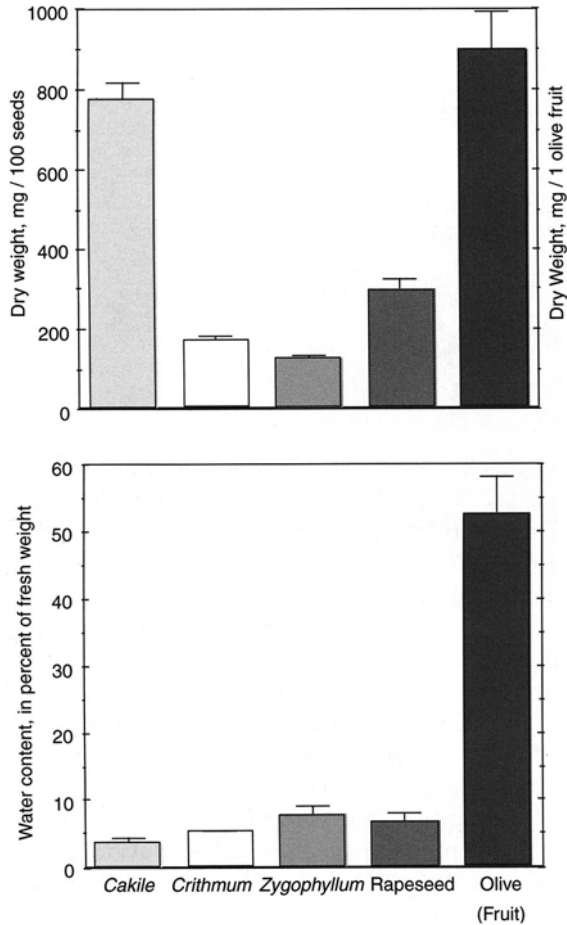 1000
800
600
400
200
0
Dry weight, mg / 100 seeds
Dry Weight, mg / 1 olive fruit
60
50
40
30
20
10
0
Water content, in percent of fresh weight
Cakile Crithmum Zygophyllum Rapeseed Olive
(Fruit)